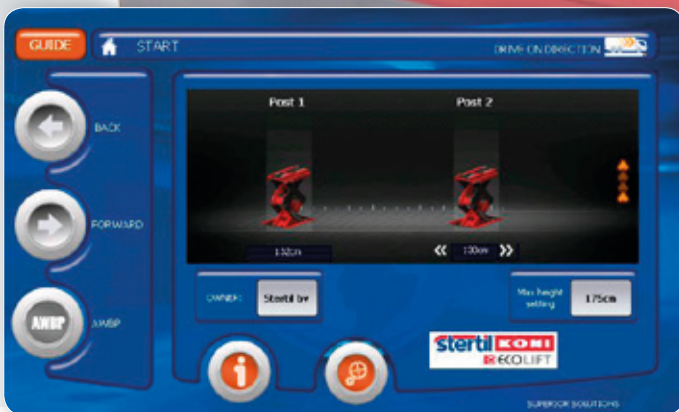 GUIDE
START
DRIVE ON DIRECTION
Post 1
Post 2
BACK
FORWARD
AWBP
AWBP
OWNER:
Stertil bv
Max height
setting
175cm
stertil KONI
ECOLIFT
SUPERIOR SOLUTIONS